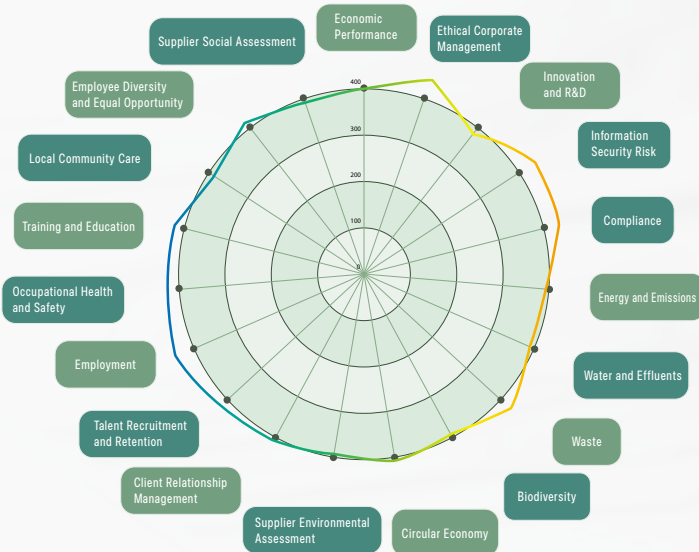 Economic
Performance
Ethical Corporate
Management
Innovation
and R&D
Information
Security Risk
Compliance
Energy and Emissions
Water and Effluents
Waste
Biodiversity
Circular Economy
Supplier Environmental
Assessment
Client Relationship
Management
Talent Recruitment
and Retention
Employment
Occupational Health
and Safety
Training and Education
Local Community Care
Employee Diversity
and Equal Opportunity
Supplier Social Assessment
400
300
200
100